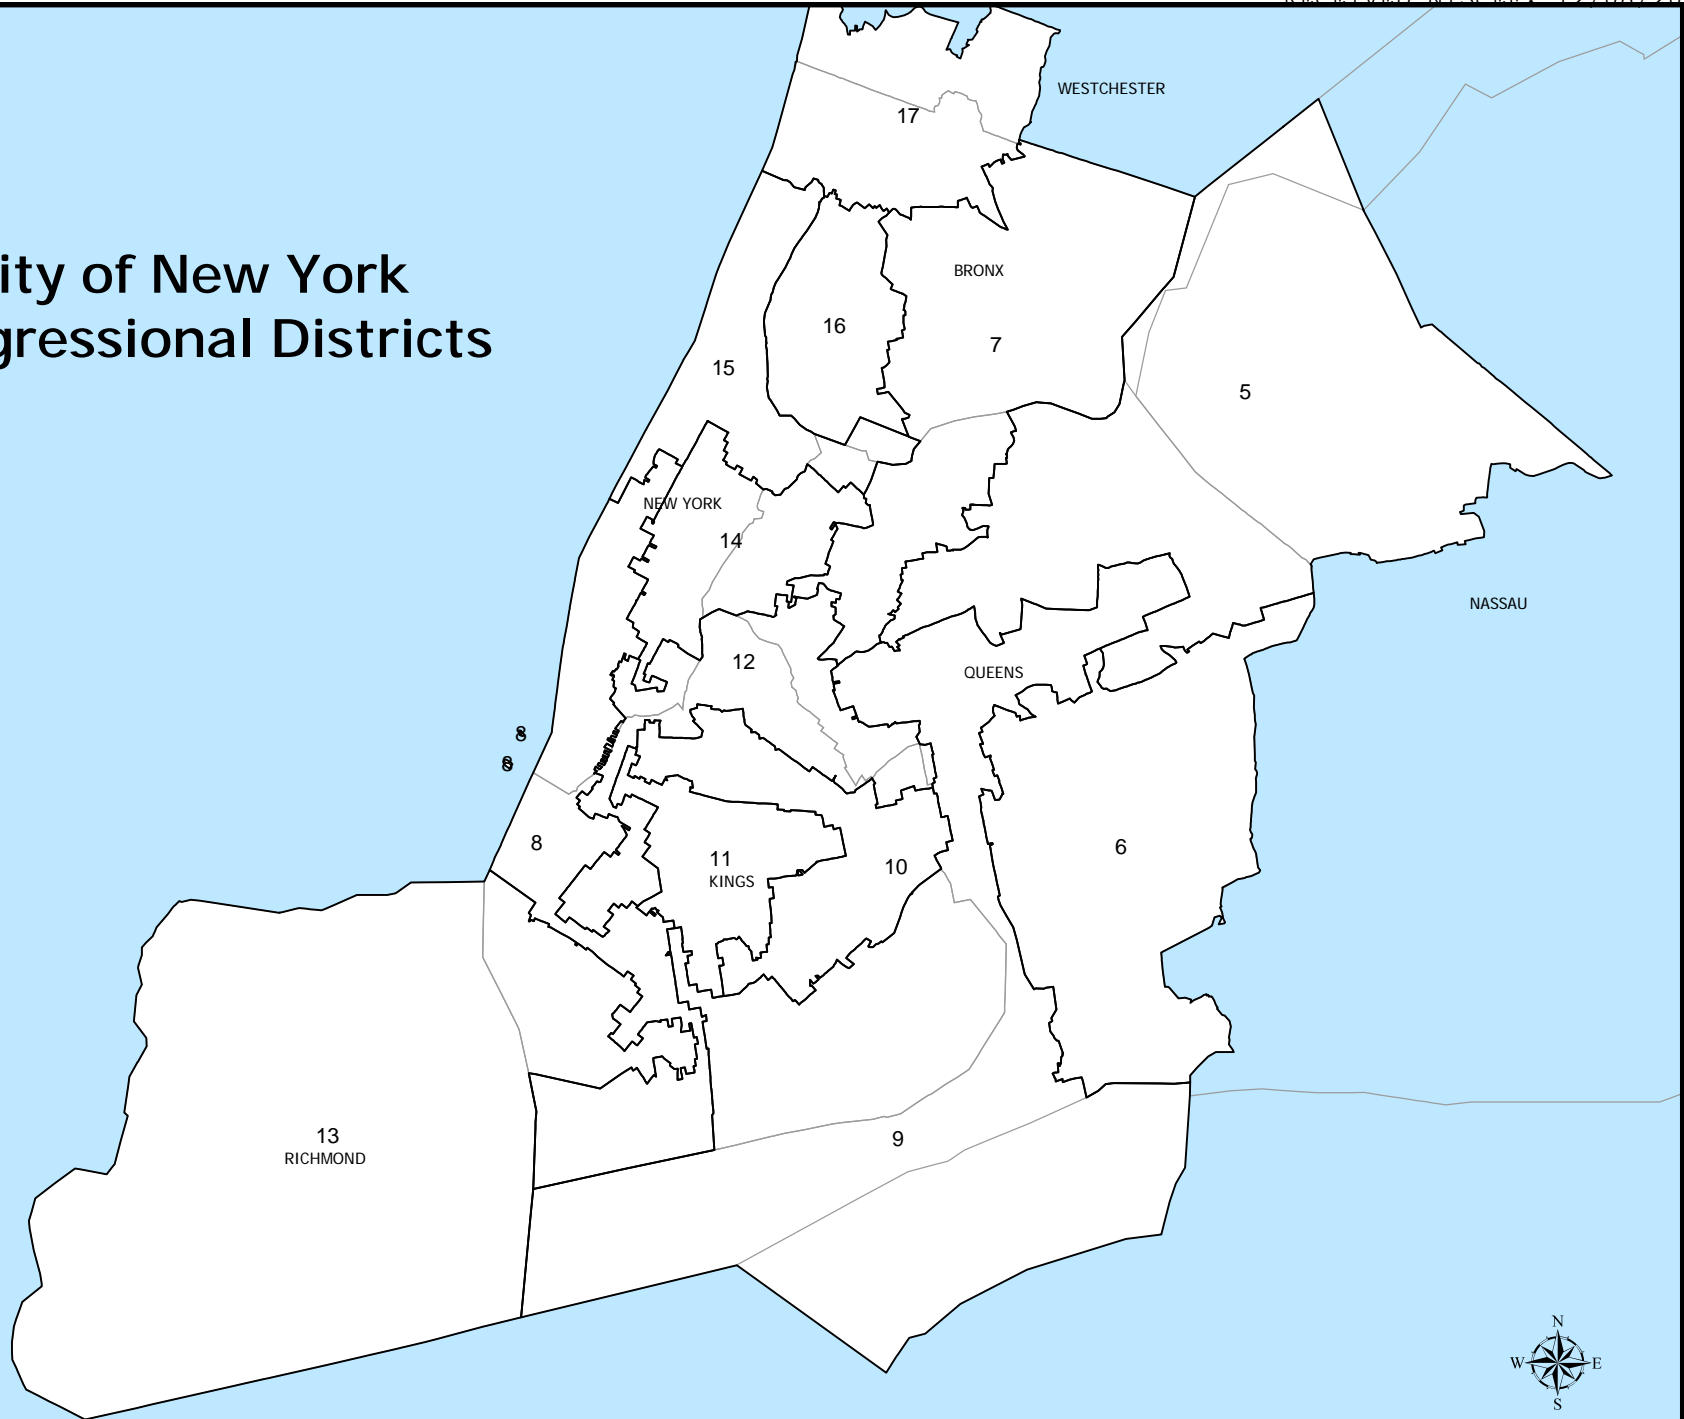 WESTCHESTER
17
ity of New York
gressional Districts
BRONX
16
7
15
5
NEW YORK
14
NASSAU
12
QUEENS
8
8
8
11
KINGS
10
6
13
RICHMOND
9
N
W
E
S